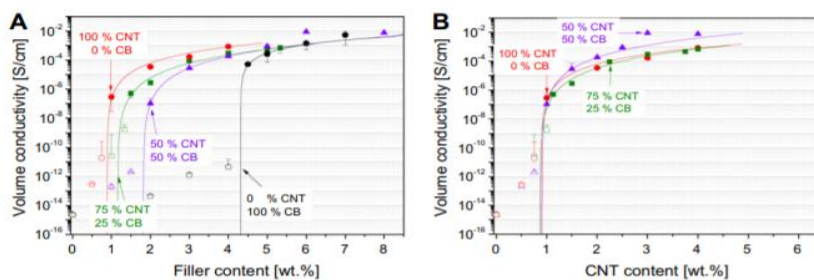 A
B
Volume conductivity [S/cm]
10⁻²
10⁻⁴
10⁻⁶
10⁻⁸
10⁻¹⁰
10⁻¹²
10⁻¹⁴
10⁻¹⁶
100 % CNT
0 % CB
50 % CNT
50 % CB
75 % CNT
25 % CB
0 % CNT
100 % CB
0 1 2 3 4 5 6 7 8
Filler content [wt.%]
Volume conductivity [S/cm]
10⁻²
10⁻⁴
10⁻⁶
10⁻⁸
10⁻¹⁰
10⁻¹²
10⁻¹⁴
10⁻¹⁶
50 % CNT
50 % CB
100 % CNT
0 % CB
75 % CNT
25 % CB
0 1 2 3 4 5 6
CNT content [wt.%]